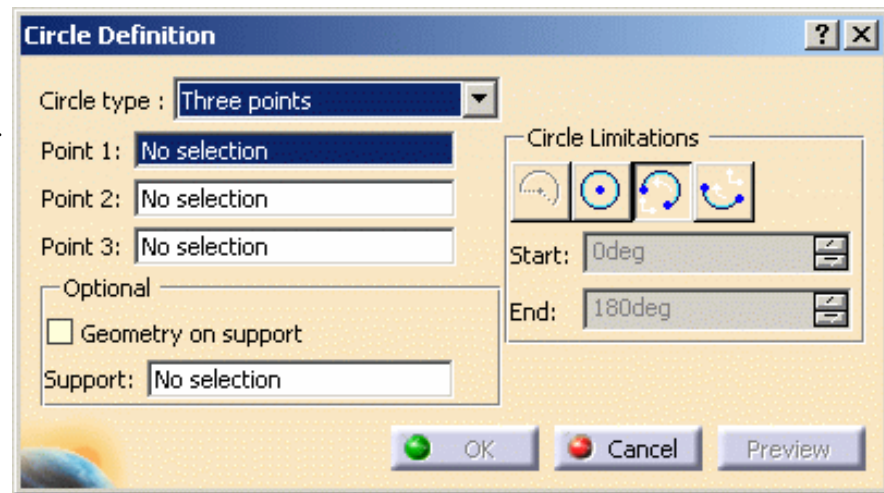 Circle Definition
? X
Circle type : Three points
Point 1: No selection
Point 2: No selection
Point 3: No selection
Optional
Geometry on support
Support: No selection
Circle Limitations
Start: 0deg
End: 180deg
OK Cancel Preview